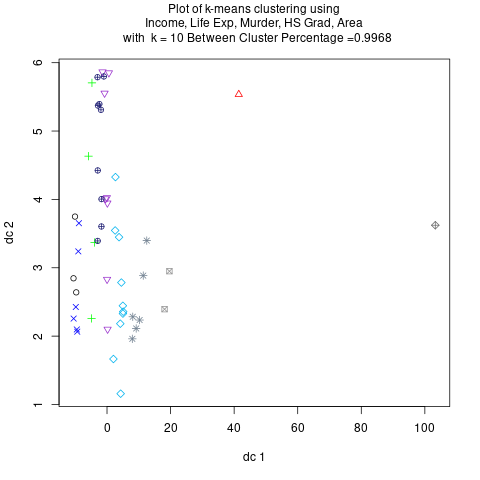 Plot of k-means clustering using
Income, Life Exp, Murder, HS Grad, Area
with k = 10 Between Cluster Percentage =0.9968
6
5
4
3
2
1
dc 2
0 20 40 60 80 100
dc 1